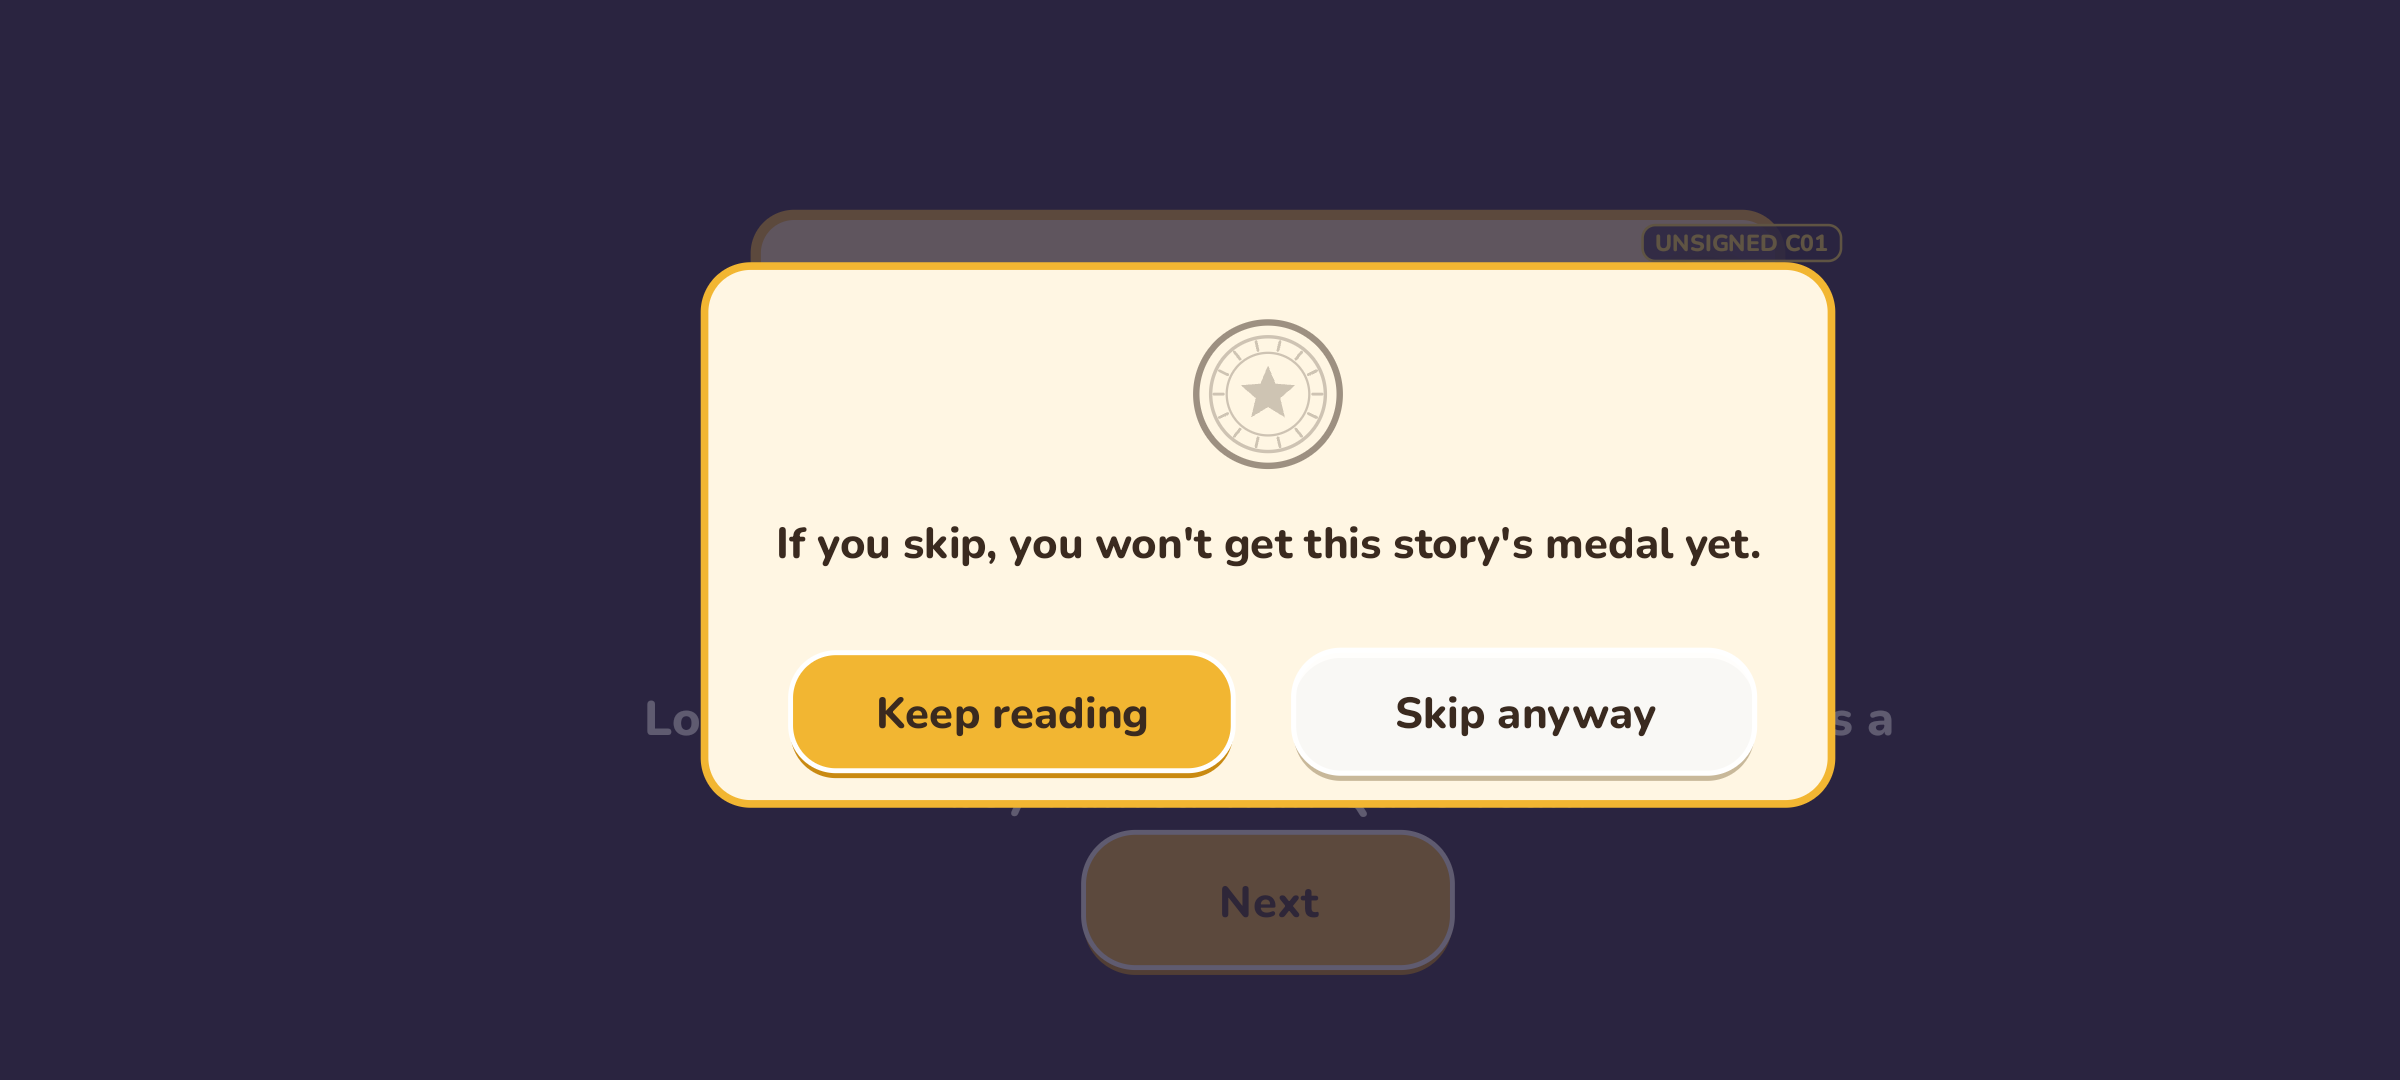 UNSIGNED C01
If you skip, you won't get this story's medal yet.
Keep reading
Skip anyway
s a
Next